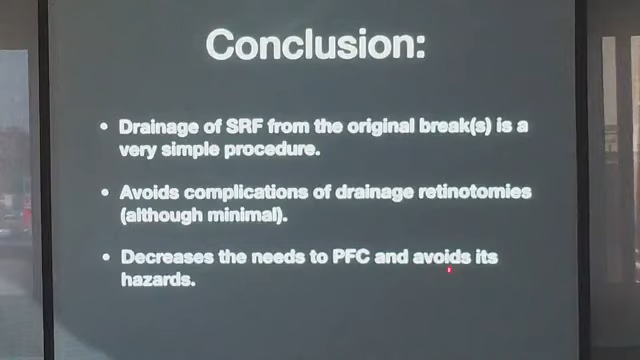 Conclusion:
• Drainage of SRF from the original break(s) is a
very simple procedure.
• Avoids complications of drainage retinotomies
(although minimal).
• Decreases the needs to PFC and avoids its
hazards.